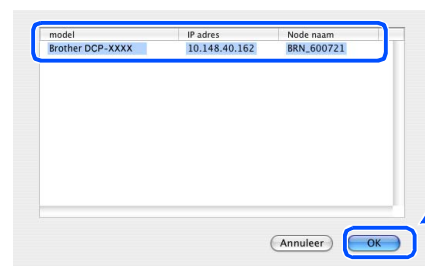 model IP adres Node naam
Brother DCP-XXXX 10.148.40.162 BRN_600721
Annuleer OK